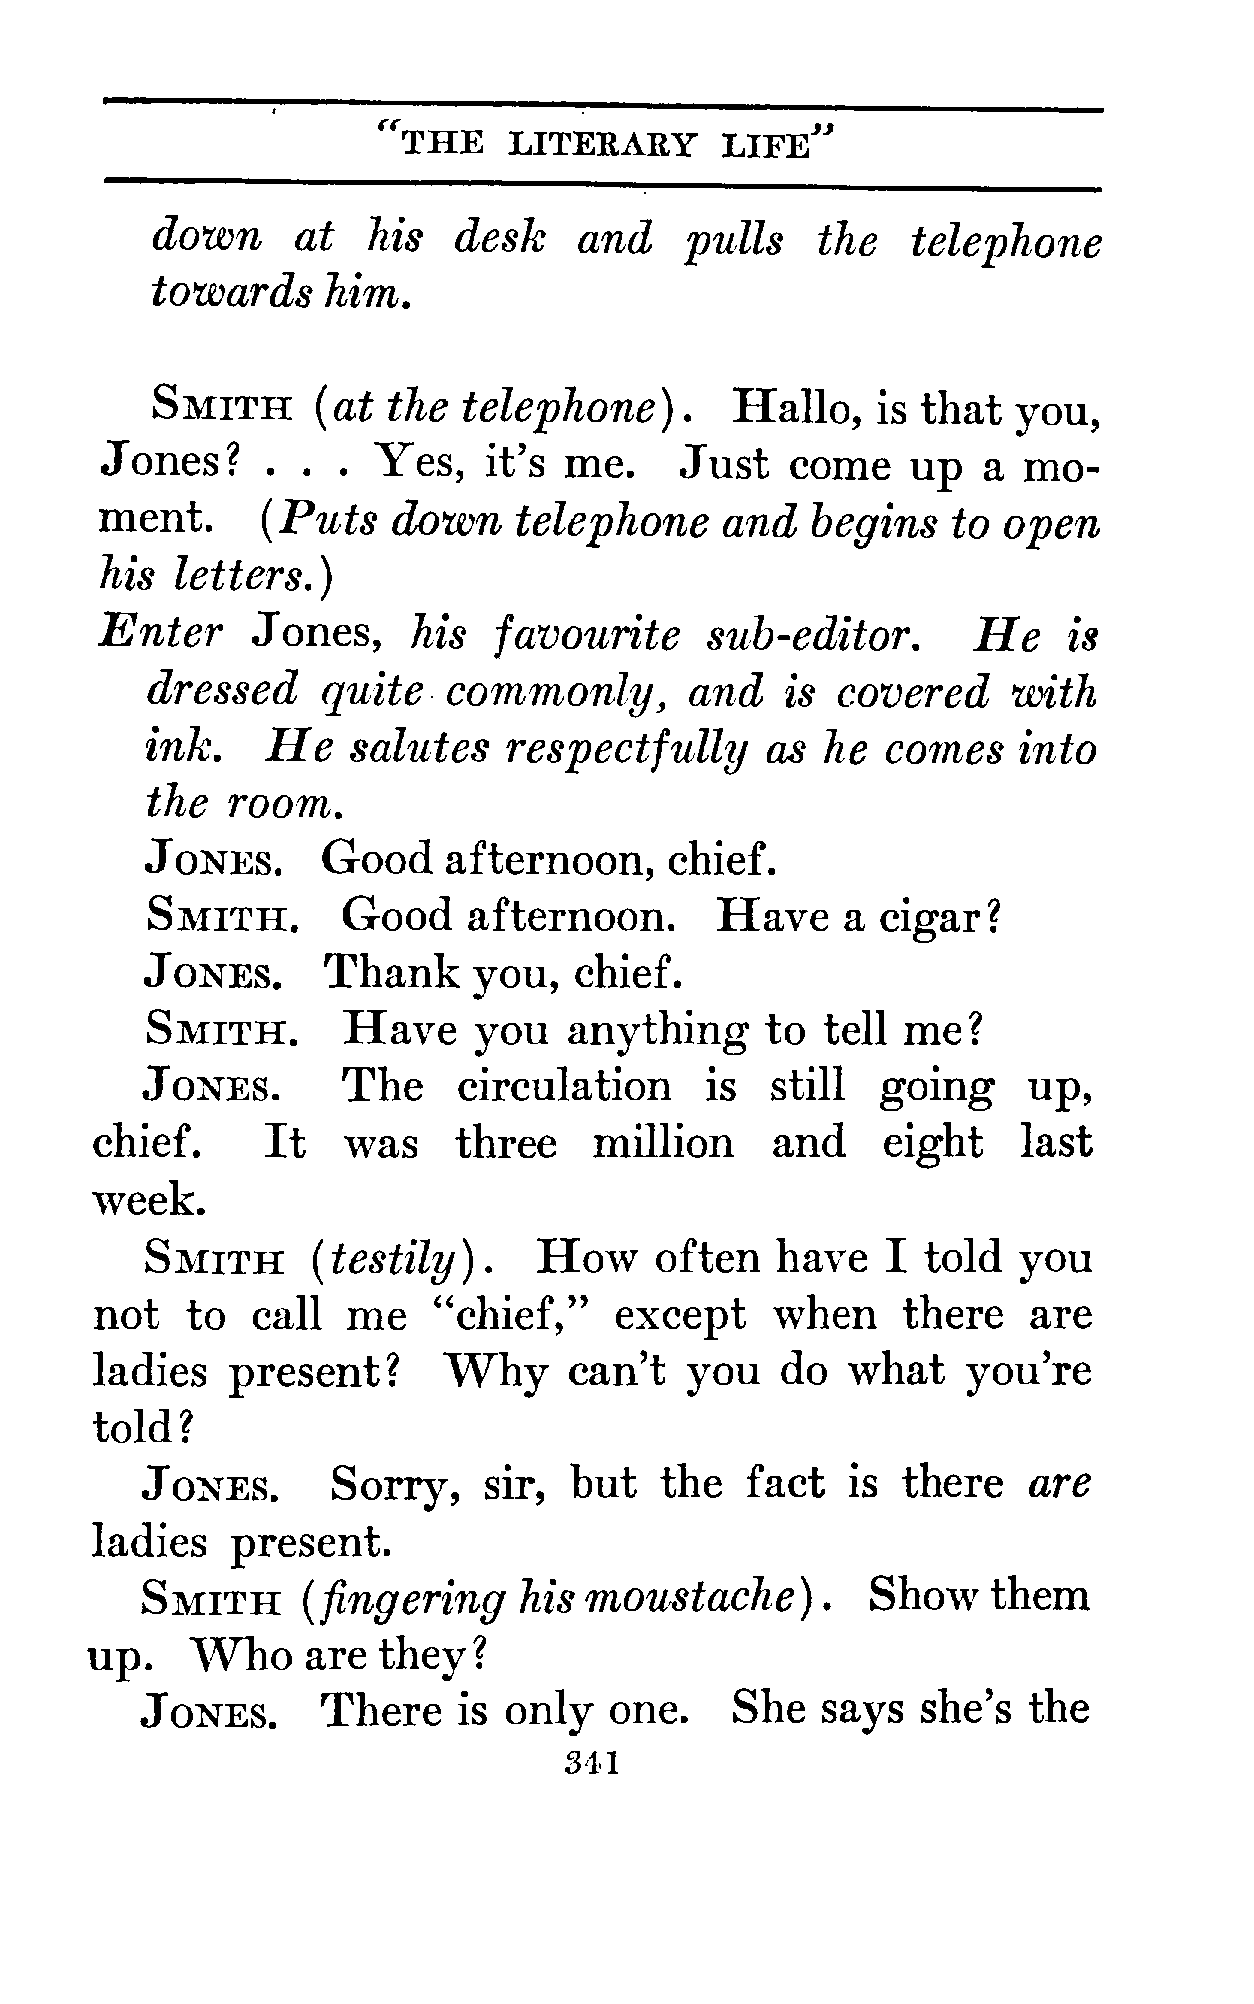 "THE LITERARY LIFE"
down at his desk and pulls the telephone
towards him.
SMITH (at the telephone). Hallo, is that you,
Jones? . . . Yes, it's me. Just come up a mo-
ment. (Puts down telephone and begins to open
his letters.)
Enter Jones, his favourite sub-editor. He is
dressed quite commonly, and is covered with
ink. He salutes respectfully as he comes into
the room.
JONES. Good afternoon, chief.
SMITH. Good afternoon. Have a cigar?
JONES. Thank you, chief.
SMITH. Have you anything to tell me?
JONES. The circulation is still going up,
chief. It was three million and eight last
week.
SMITH (testily). How often have I told you
not to call me "chief," except when there are
ladies present? Why can't you do what you're
told?
JONES. Sorry, sir, but the fact is there are
ladies present.
SMITH (fingering his moustache). Show them
up. Who are they?
JONES. There is only one. She says she's the
341